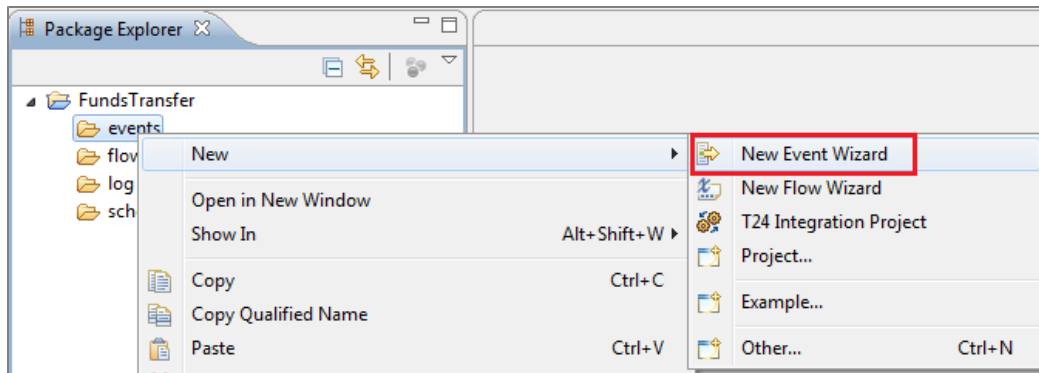 Package Explorer
FundsTransfer
events
flow
log
sch
New
Open in New Window
Show In Alt+Shift+W
Copy Ctrl+C
Copy Qualified Name
Paste Ctrl+V
New Event Wizard
New Flow Wizard
T24 Integration Project
Project...
Example...
Other... Ctrl+N